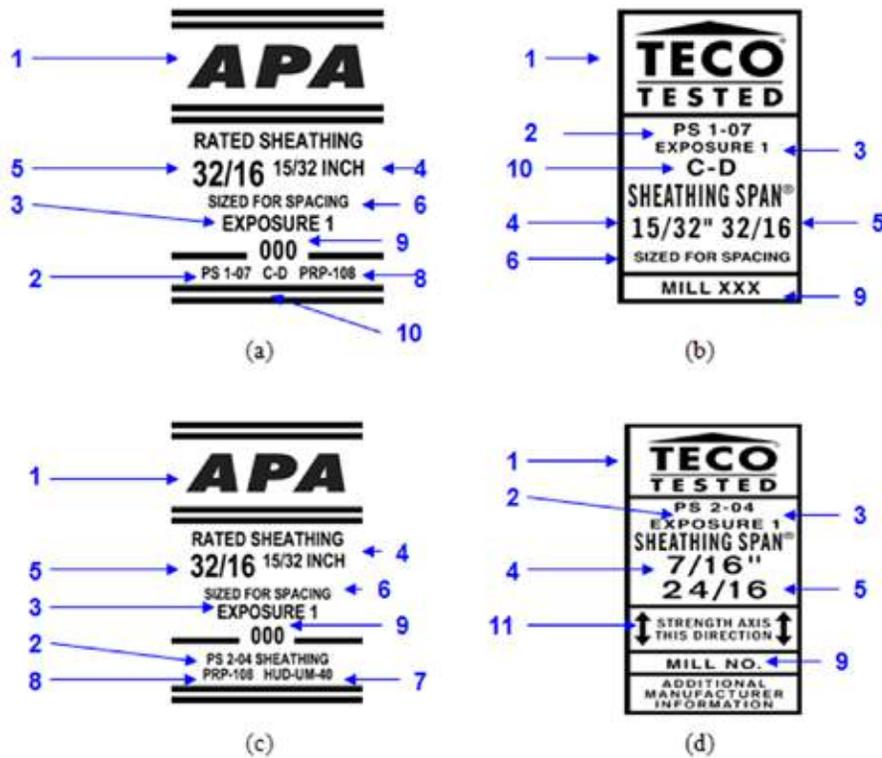 1 APA
RATED SHEATHING
5 32/16 15/32 INCH 4
SIZED FOR SPACING 6
3 EXPOSURE 1
000 9
2 PS 1-07 C-D PRP-108 8
10
(a)
1 TECO
TESTED
2 PS 1-07
EXPOSURE 1 3
10 C-D
SHEATHING SPAN®
4 15/32" 32/16 5
6 SIZED FOR SPACING
MILL XXX 9
(b)
1 APA
RATED SHEATHING
5 32/16 15/32 INCH 4
SIZED FOR SPACING 6
3 EXPOSURE 1
000 9
2 PS 2-04 SHEATHING
8 PRP-108 HUD-UM-40 7
(c)
1 TECO
TESTED
2 PS 2-04
EXPOSURE 1 3
SHEATHING SPAN®
4 7/16"
24/16 5
11 STRENGTH AXIS
THIS DIRECTION
MILL NO. 9
ADDITIONAL
MANUFACTURER
INFORMATION
(d)